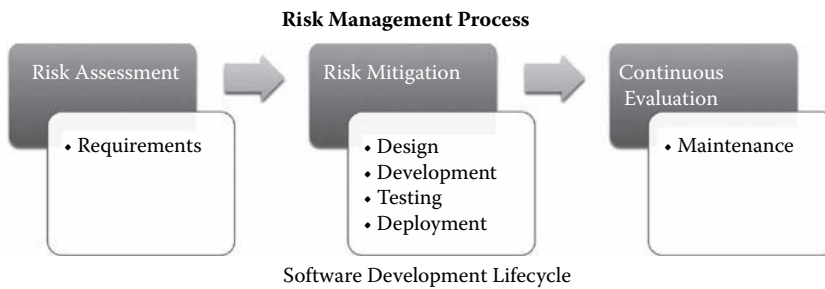 Risk Management Process
Risk Assessment
• Requirements
Risk Mitigation
• Design
• Development
• Testing
• Deployment
Continuous
Evaluation
• Maintenance
Software Development Lifecycle